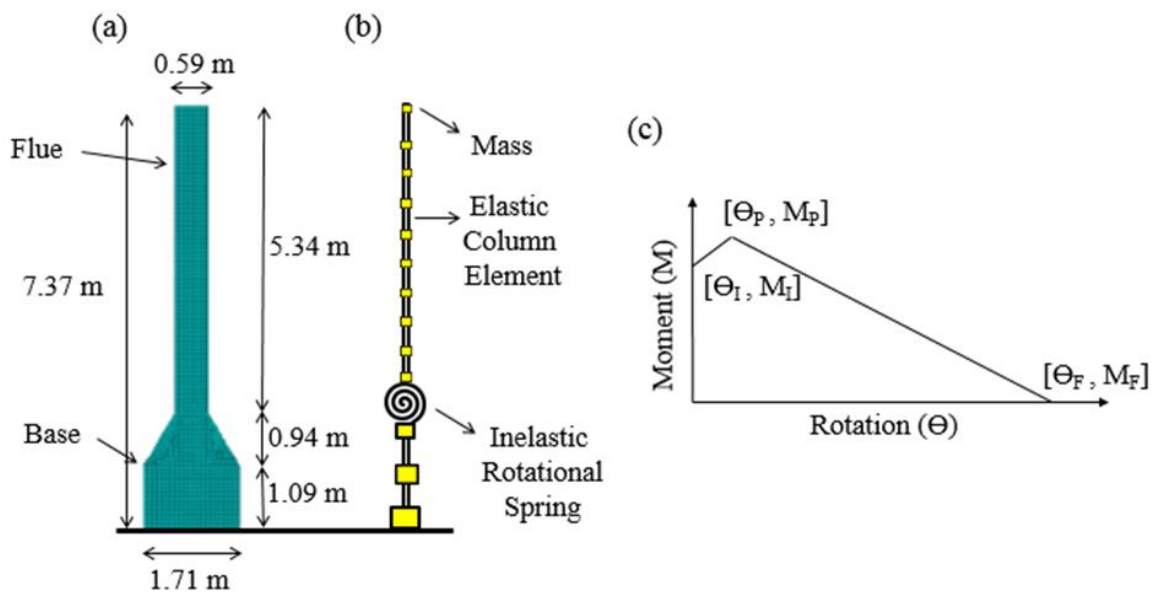 (a)
(b)
0.59 m
Flue
7.37 m
5.34 m
Base
0.94 m
1.09 m
1.71 m
Mass
Elastic
Column
Element
Inelastic
Rotational
Spring
(c)
Moment (M)
[ϴP , MP]
[ϴI , MI]
[ϴF , MF]
Rotation (ϴ)